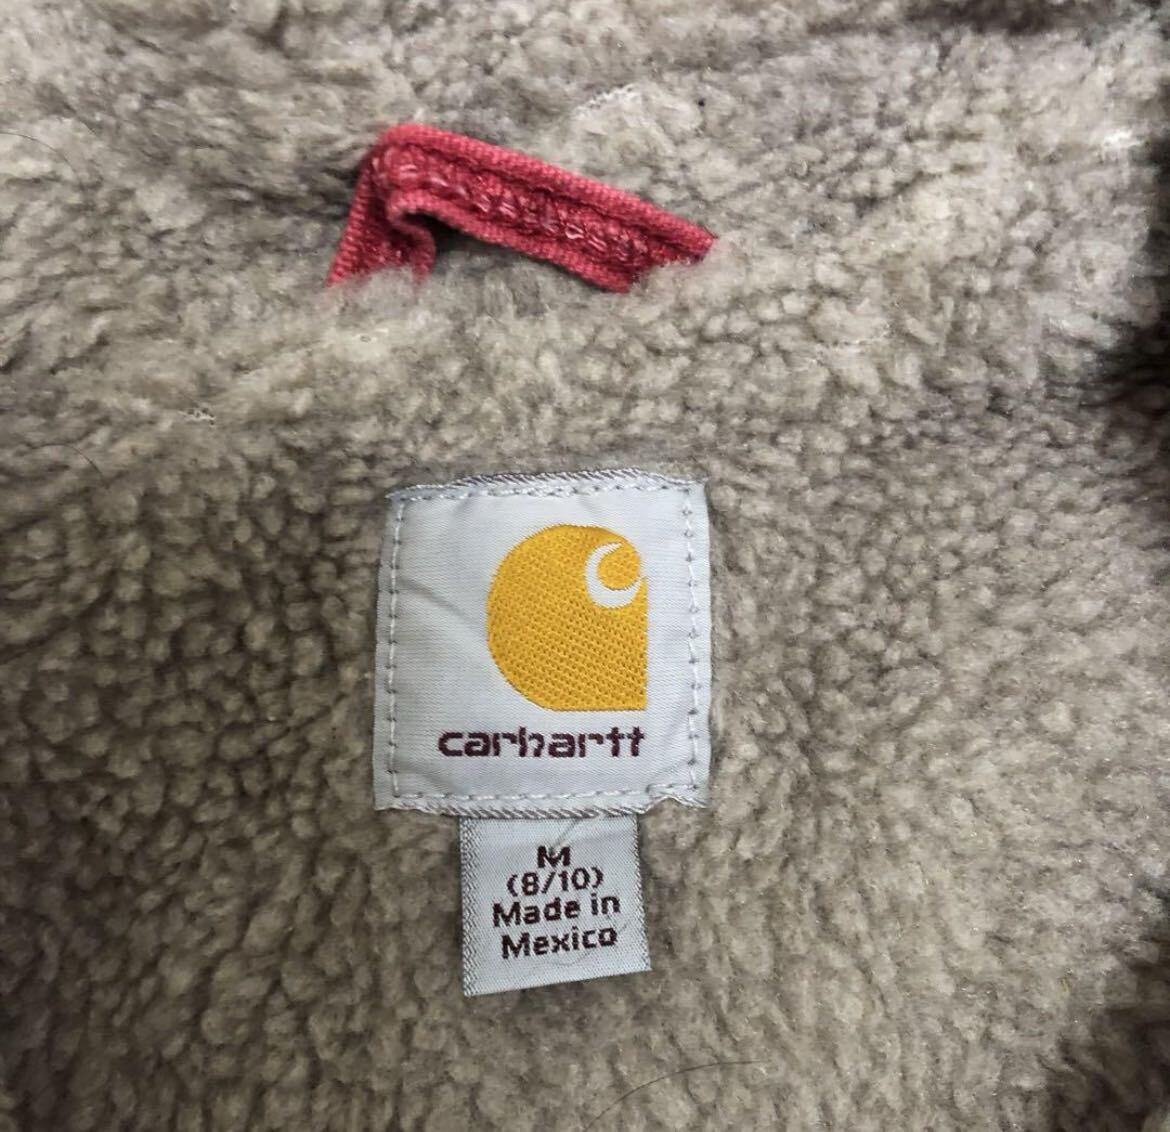 carhartt
M
(8/10)
Made in
Mexico